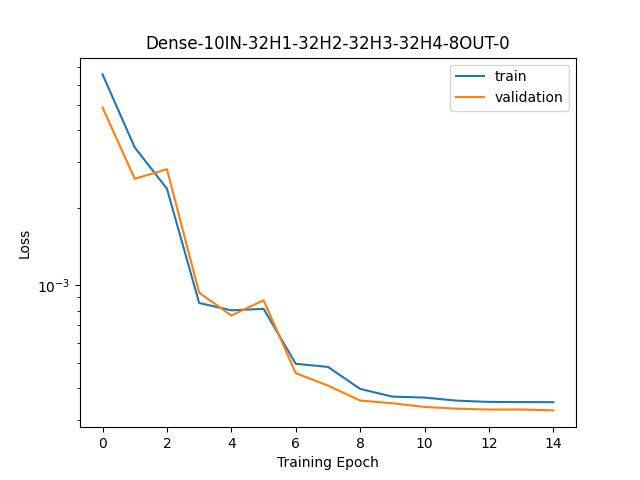 Dense-10IN-32H1-32H2-32H3-32H4-8OUT-0
train
validation
Loss
10⁻³
0 2 4 6 8 10 12 14
Training Epoch